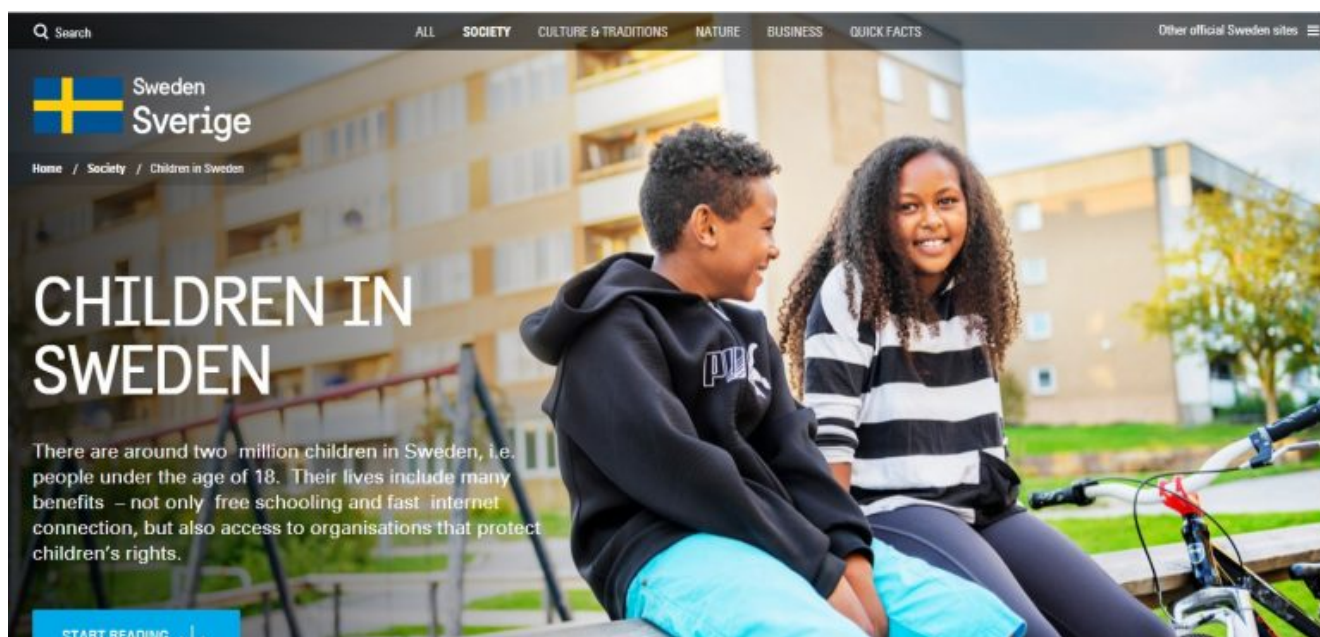 Search
ALL SOCIETY CULTURE & TRADITIONS NATURE BUSINESS QUICK FACTS
Other official Sweden sites
Sweden
Sverige
Home / Society / Children in Sweden
CHILDREN IN
SWEDEN
There are around two million children in Sweden, i.e.
people under the age of 18. Their lives include many
benefits – not only free schooling and fast internet
connection, but also access to organisations that protect
children's rights.
START READING